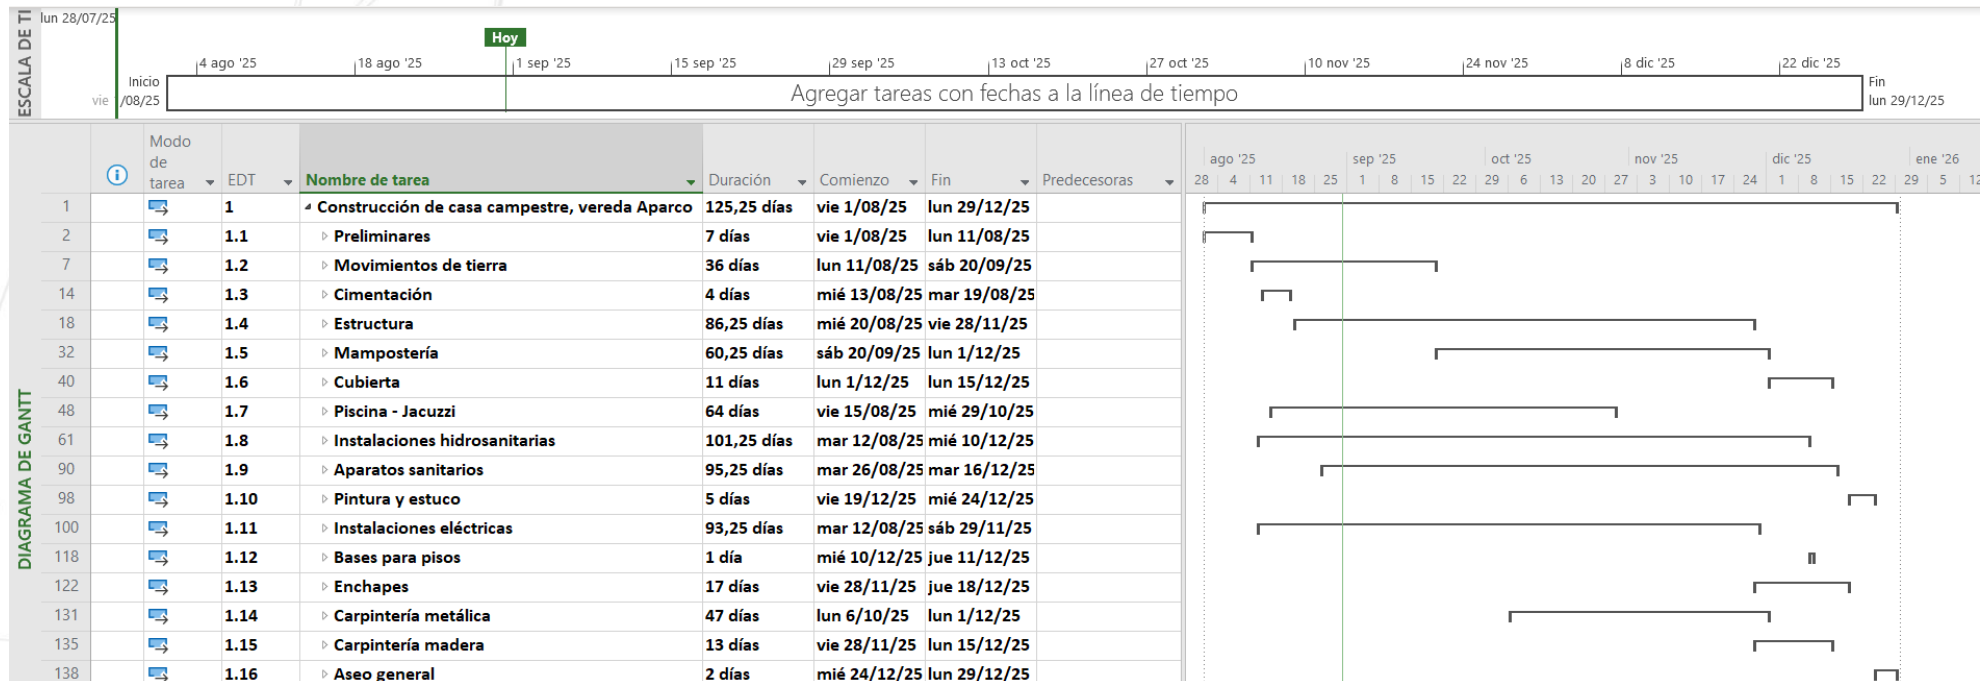 ESCALA DE TI
lun 28/07/25
Hoy
4 ago '25 18 ago '25 1 sep '25 15 sep '25 29 sep '25 13 oct '25 27 oct '25 10 nov '25 24 nov '25 8 dic '25 22 dic '25
Inicio
vie /08/25
Agregar tareas con fechas a la línea de tiempo
Fin
lun 29/12/25
DIAGRAMA DE GANTT
Modo de tarea EDT Nombre de tarea Duración Comienzo Fin Predecesoras
ago '25 sep '25 oct '25 nov '25 dic '25 ene '26
28 4 11 18 25 1 8 15 22 29 6 13 20 27 3 10 17 24 1 8 15 22 29 5 12
1 1 Construcción de casa campestre, vereda Aparco 125,25 días vie 1/08/25 lun 29/12/25
2 1.1 Preliminares 7 días vie 1/08/25 lun 11/08/25
7 1.2 Movimientos de tierra 36 días lun 11/08/25 sáb 20/09/25
14 1.3 Cimentación 4 días mié 13/08/25 mar 19/08/25
18 1.4 Estructura 86,25 días mié 20/08/25 vie 28/11/25
32 1.5 Mampostería 60,25 días sáb 20/09/25 lun 1/12/25
40 1.6 Cubierta 11 días lun 1/12/25 lun 15/12/25
48 1.7 Piscina - Jacuzzi 64 días vie 15/08/25 mié 29/10/25
61 1.8 Instalaciones hidrosanitarias 101,25 días mar 12/08/25 mié 10/12/25
90 1.9 Aparatos sanitarios 95,25 días mar 26/08/25 mar 16/12/25
98 1.10 Pintura y estuco 5 días vie 19/12/25 mié 24/12/25
100 1.11 Instalaciones eléctricas 93,25 días mar 12/08/25 sáb 29/11/25
118 1.12 Bases para pisos 1 día mié 10/12/25 jue 11/12/25
122 1.13 Enchapes 17 días vie 28/11/25 jue 18/12/25
131 1.14 Carpintería metálica 47 días lun 6/10/25 lun 1/12/25
135 1.15 Carpintería madera 13 días vie 28/11/25 lun 15/12/25
138 1.16 Aseo general 2 días mié 24/12/25 lun 29/12/25